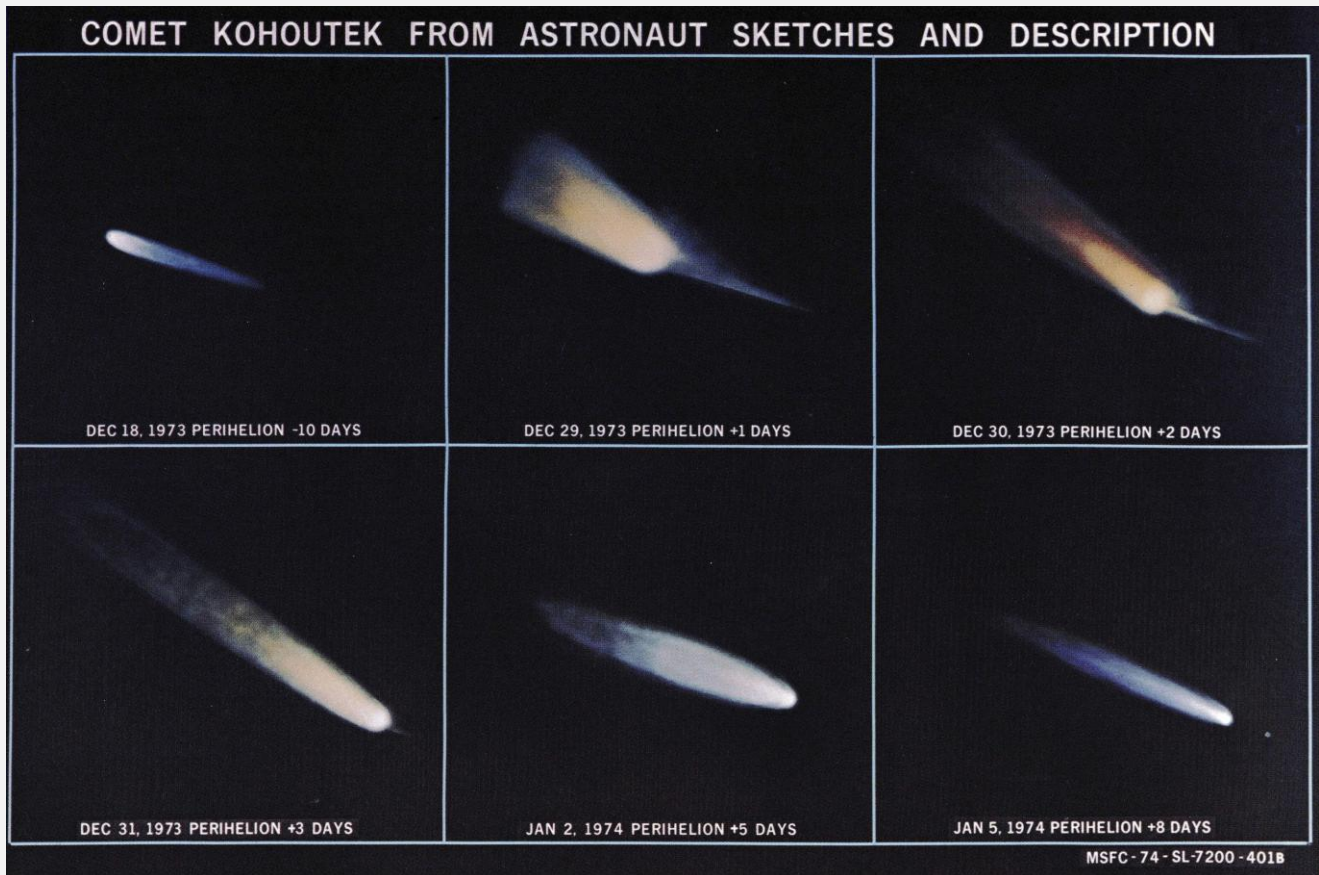 COMET KOHOUTEK FROM ASTRONAUT SKETCHES AND DESCRIPTION
DEC 18, 1973 PERIHELION -10 DAYS
DEC 29, 1973 PERIHELION +1 DAYS
DEC 30, 1973 PERIHELION +2 DAYS
DEC 31, 1973 PERIHELION +3 DAYS
JAN 2, 1974 PERIHELION +5 DAYS
JAN 5, 1974 PERIHELION +8 DAYS
MSFC-74-SL-7200-401B